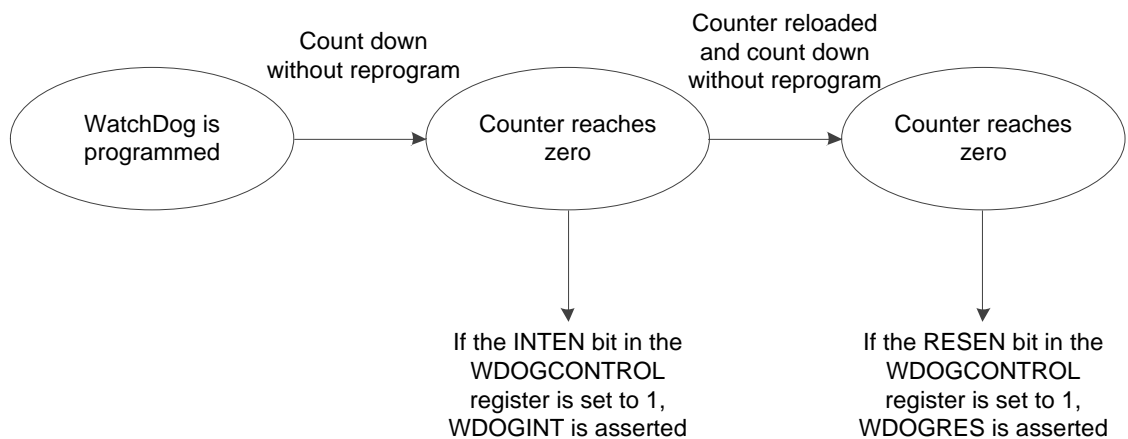 Count down
without reprogram
Counter reloaded
and count down
without reprogram
WatchDog is
programmed
Counter reaches
zero
Counter reaches
zero
If the INTEN bit in the
WDOGCONTROL
register is set to 1,
WDOGINT is asserted
If the RESEN bit in the
WDOGCONTROL
register is set to 1,
WDOGRES is asserted